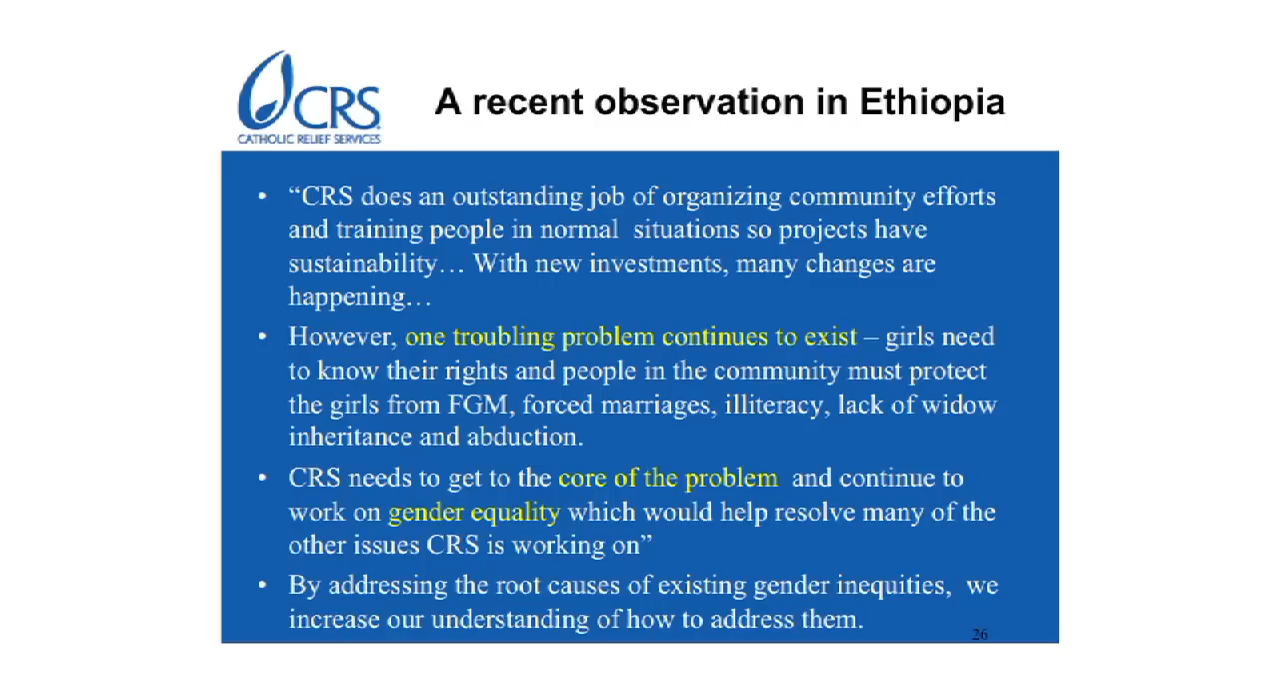 CRS
CATHOLIC RELIEF SERVICES
A recent observation in Ethiopia
• “CRS does an outstanding job of organizing community efforts
and training people in normal situations so projects have
sustainability… With new investments, many changes are
happening…
• However, one troubling problem continues to exist – girls need
to know their rights and people in the community must protect
the girls from FGM, forced marriages, illiteracy, lack of widow
inheritance and abduction.
• CRS needs to get to the core of the problem and continue to
work on gender equality which would help resolve many of the
other issues CRS is working on”
• By addressing the root causes of existing gender inequities, we
increase our understanding of how to address them.
26